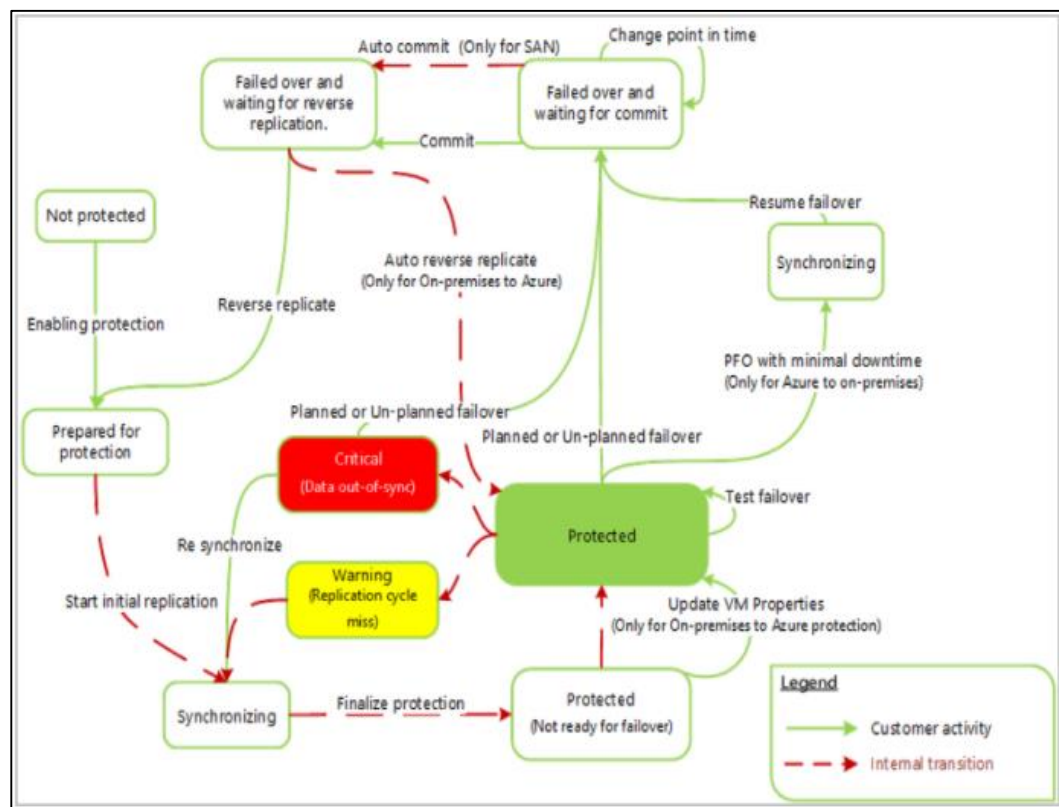 Change point in time
Auto commit (Only for SAN)
Failed over and
waiting for reverse
replication.
Failed over and
waiting for commit
Commit
Not protected
Resume failover
Synchronizing
Auto reverse replicate
(Only for On-premises to Azure)
Reverse replicate
Enabling protection
PFO with minimal downtime
(Only for Azure to on-premises)
Prepared for
protection
Planned or Un-planned failover
Planned or Un-planned failover
Critical
(Data out-of-sync)
Test failover
Protected
Re synchronize
Warning
(Replication cycle
miss)
Start initial replication
Update VM Properties
(Only for On-premises to Azure protection)
Synchronizing
Finalize protection
Protected
(Not ready for failover)
Legend
Customer activity
Internal transition